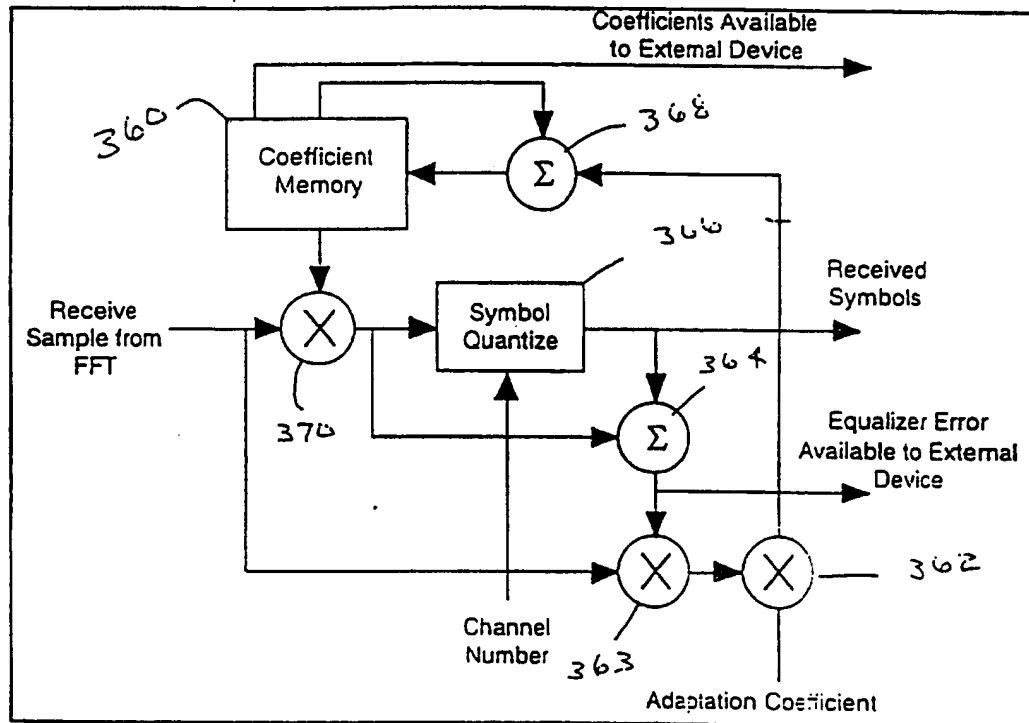 Coefficients Available
to External Device
360
368
Coefficient
Memory
Σ
366
Received
Symbols
Receive
Sample from
FFT
Symbol
Quantize
364
370
Σ
Equalizer Error
Available to External
Device
362
Channel
Number
363
Adaptation Coefficient